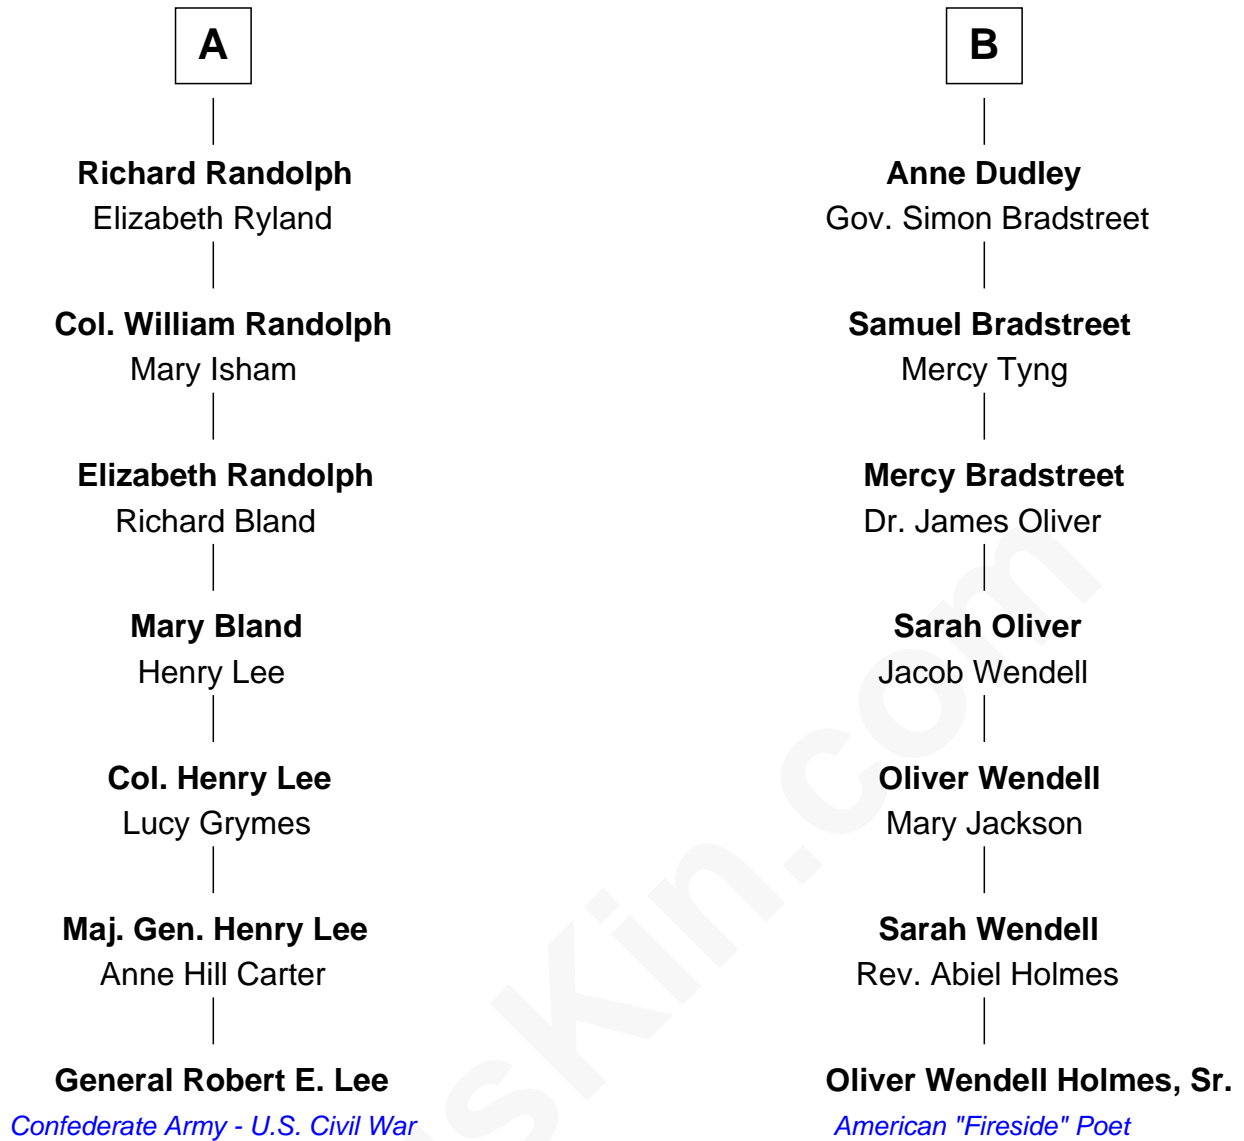 A
Richard Randolph
Elizabeth Ryland
Col. William Randolph
Mary Isham
Elizabeth Randolph
Richard Bland
Mary Bland
Henry Lee
Col. Henry Lee
Lucy Grymes
Maj. Gen. Henry Lee
Anne Hill Carter
General Robert E. Lee
Confederate Army - U.S. Civil War
B
Anne Dudley
Gov. Simon Bradstreet
Samuel Bradstreet
Mercy Tyng
Mercy Bradstreet
Dr. James Oliver
Sarah Oliver
Jacob Wendell
Oliver Wendell
Mary Jackson
Sarah Wendell
Rev. Abiel Holmes
Oliver Wendell Holmes, Sr.
American "Fireside" Poet
sKin.com